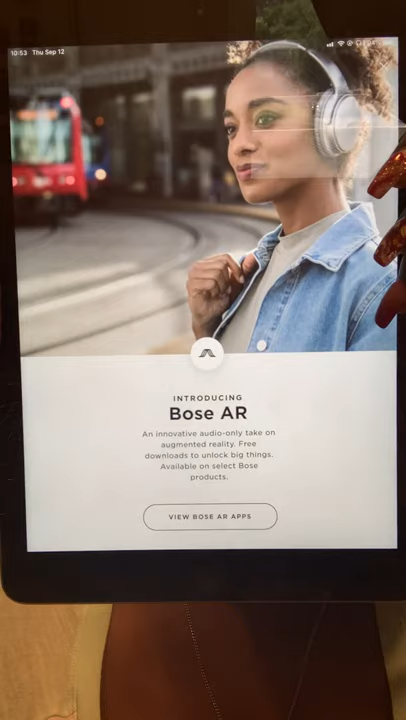 10:53 Thu Sep 12
INTRODUCING
Bose AR
An innovative audio-only take on
augmented reality. Free
downloads to unlock big things.
Available on select Bose
products.
VIEW BOSE AR APPS